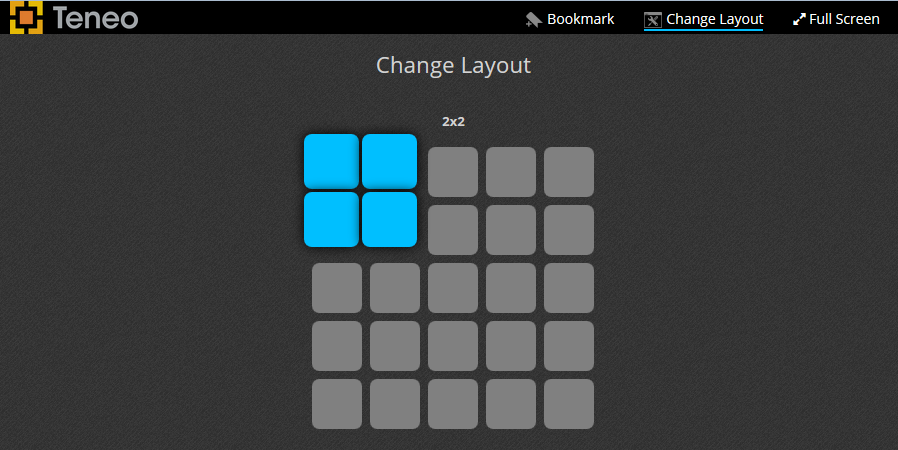 Teneo
Bookmark
Change Layout
Full Screen
Change Layout
2x2